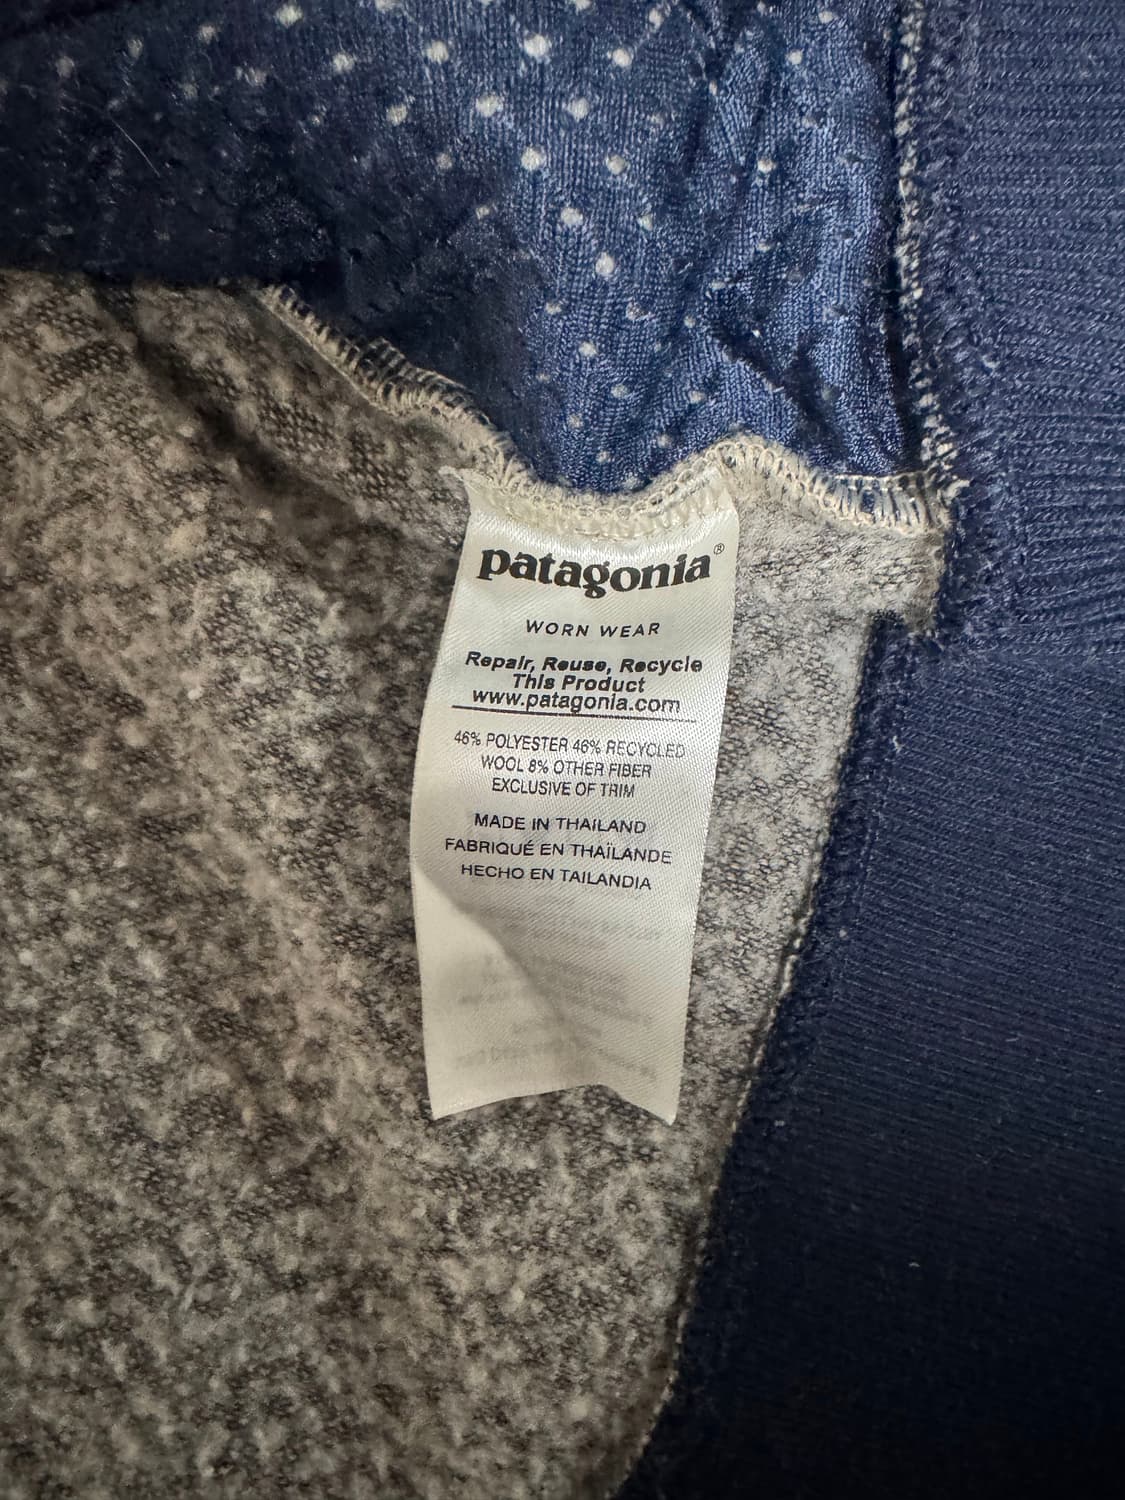 patagonia®
WORN WEAR
Repair, Reuse, Recycle
This Product
www.patagonia.com
46% POLYESTER 46% RECYCLED
WOOL 8% OTHER FIBER
EXCLUSIVE OF TRIM
MADE IN THAILAND
FABRIQUÉ EN THAÏLANDE
HECHO EN TAILANDIA